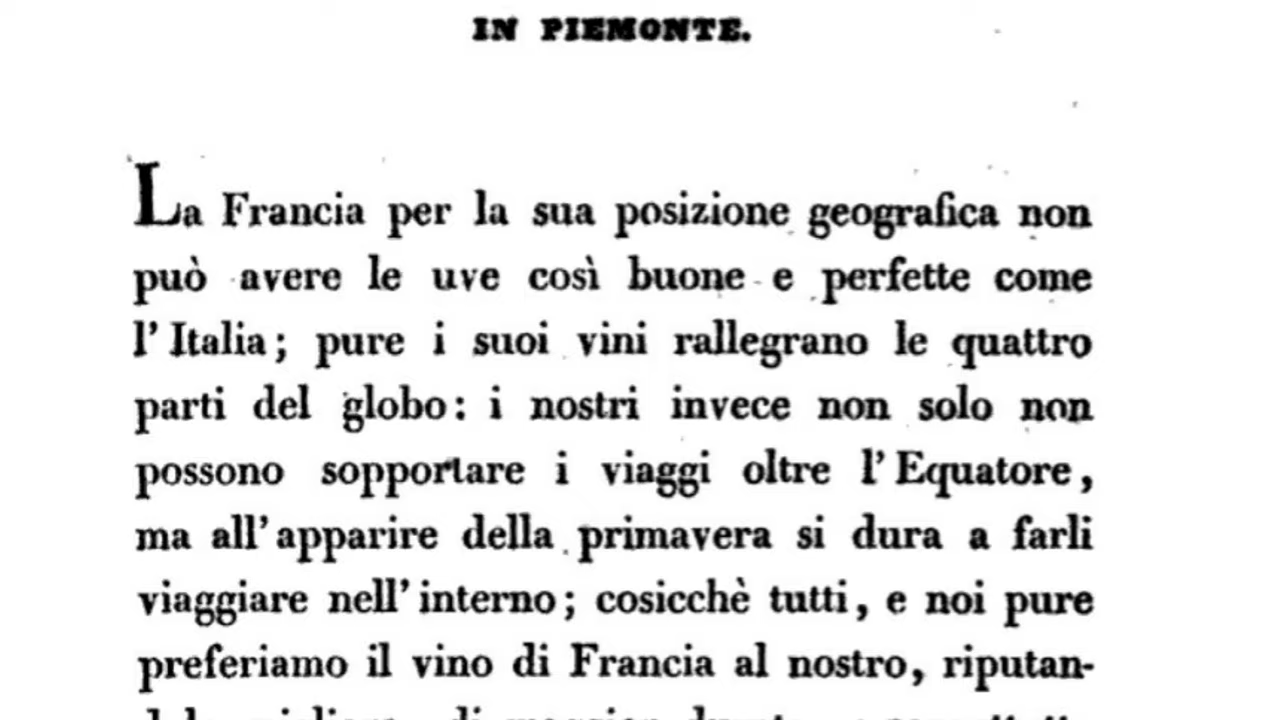 IN PIEMONTE.
La Francia per la sua posizione geografica non
può avere le uve così buone e perfette come
l' Italia; pure i suoi vini rallegrano le quattro
parti del globo: i nostri invece non solo non
possono sopportare i viaggi oltre l' Equatore,
ma all' apparire della primavera si dura a farli
viaggiare nell' interno; cosicchè tutti, e noi pure
preferiamo il vino di Francia al nostro, riputan-